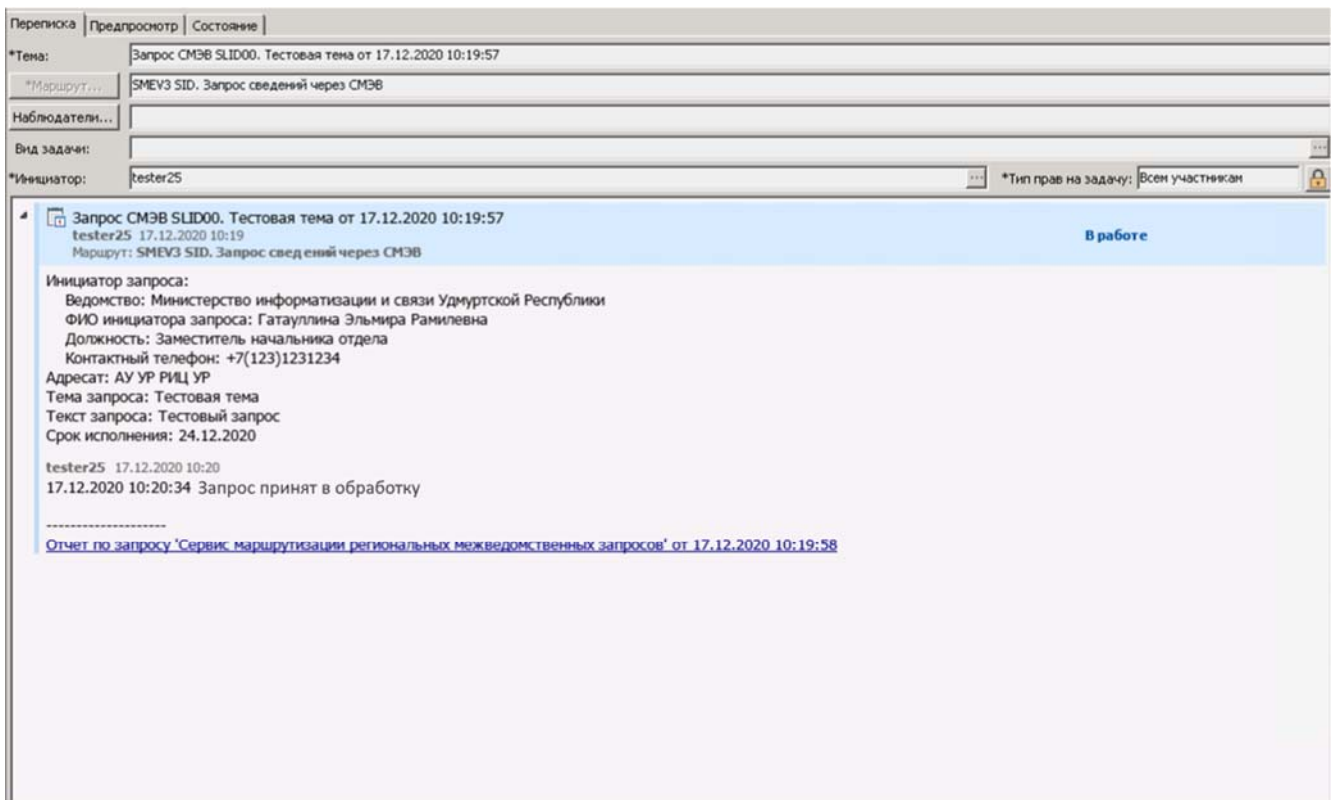 Переписка Предпросмотр Состояние
*Тема: Запрос СМЭВ SLID00. Тестовая тема от 17.12.2020 10:19:57
*Маршрут... SMEV3 SID. Запрос сведений через СМЭВ
Наблюдатели...
Вид задачи: ...
*Инициатор: tester25 ... *Тип прав на задачу: Всем участникам
Запрос СМЭВ SLID00. Тестовая тема от 17.12.2020 10:19:57
tester25 17.12.2020 10:19 В работе
Маршрут: SMEV3 SID. Запрос сведений через СМЭВ
Инициатор запроса:
Ведомство: Министерство информатизации и связи Удмуртской Республики
ФИО инициатора запроса: Гатауллина Эльмира Рамилевна
Должность: Заместитель начальника отдела
Контактный телефон: +7(123)1231234
Адресат: АУ УР РИЦ УР
Тема запроса: Тестовая тема
Текст запроса: Тестовый запрос
Срок исполнения: 24.12.2020
tester25 17.12.2020 10:20
17.12.2020 10:20:34 Запрос принят в обработку
--------------------
Отчет по запросу 'Сервис маршрутизации региональных межведомственных запросов' от 17.12.2020 10:19:58